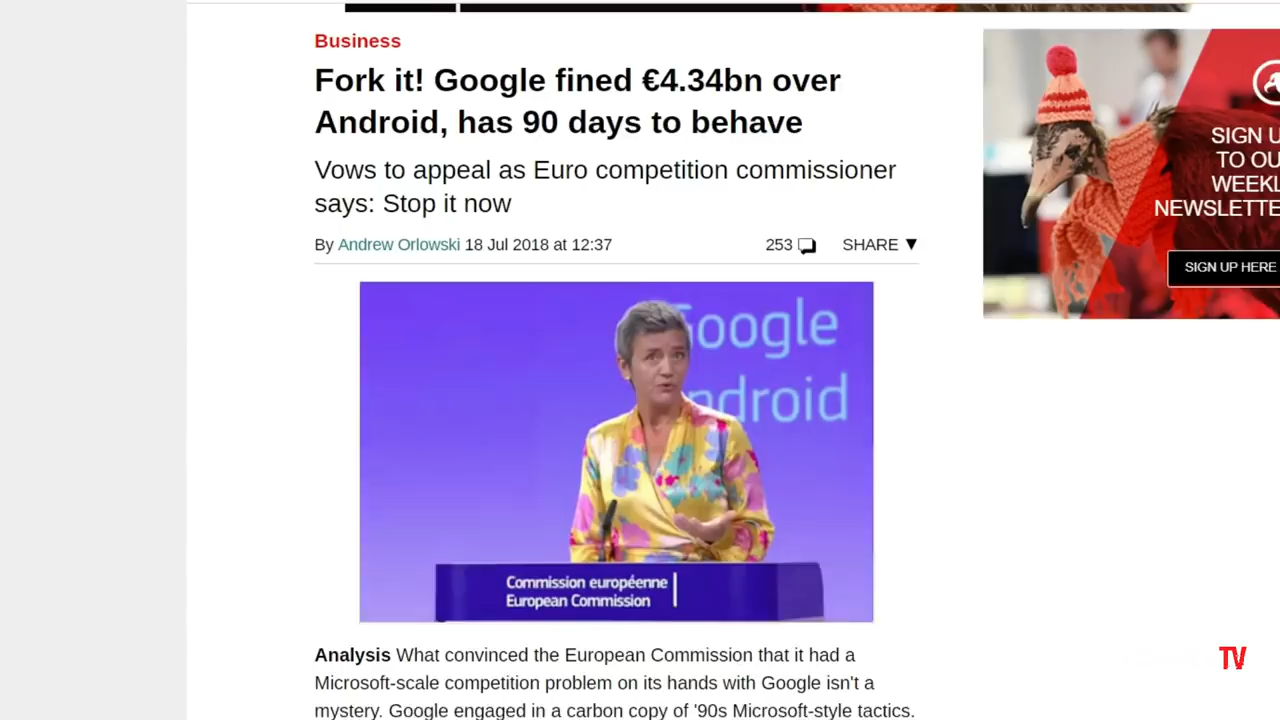 Business
Fork it! Google fined €4.34bn over
Android, has 90 days to behave
Vows to appeal as Euro competition commissioner
says: Stop it now
By Andrew Orlowski 18 Jul 2018 at 12:37
253
SHARE ▼
Google
Android
Commission européenne
European Commission
Analysis What convinced the European Commission that it had a
Microsoft-scale competition problem on its hands with Google isn't a
mystery. Google engaged in a carbon copy of '90s Microsoft-style tactics.
SIGN U
TO OU
WEEKL
NEWSLETTE
SIGN UP HERE
TV